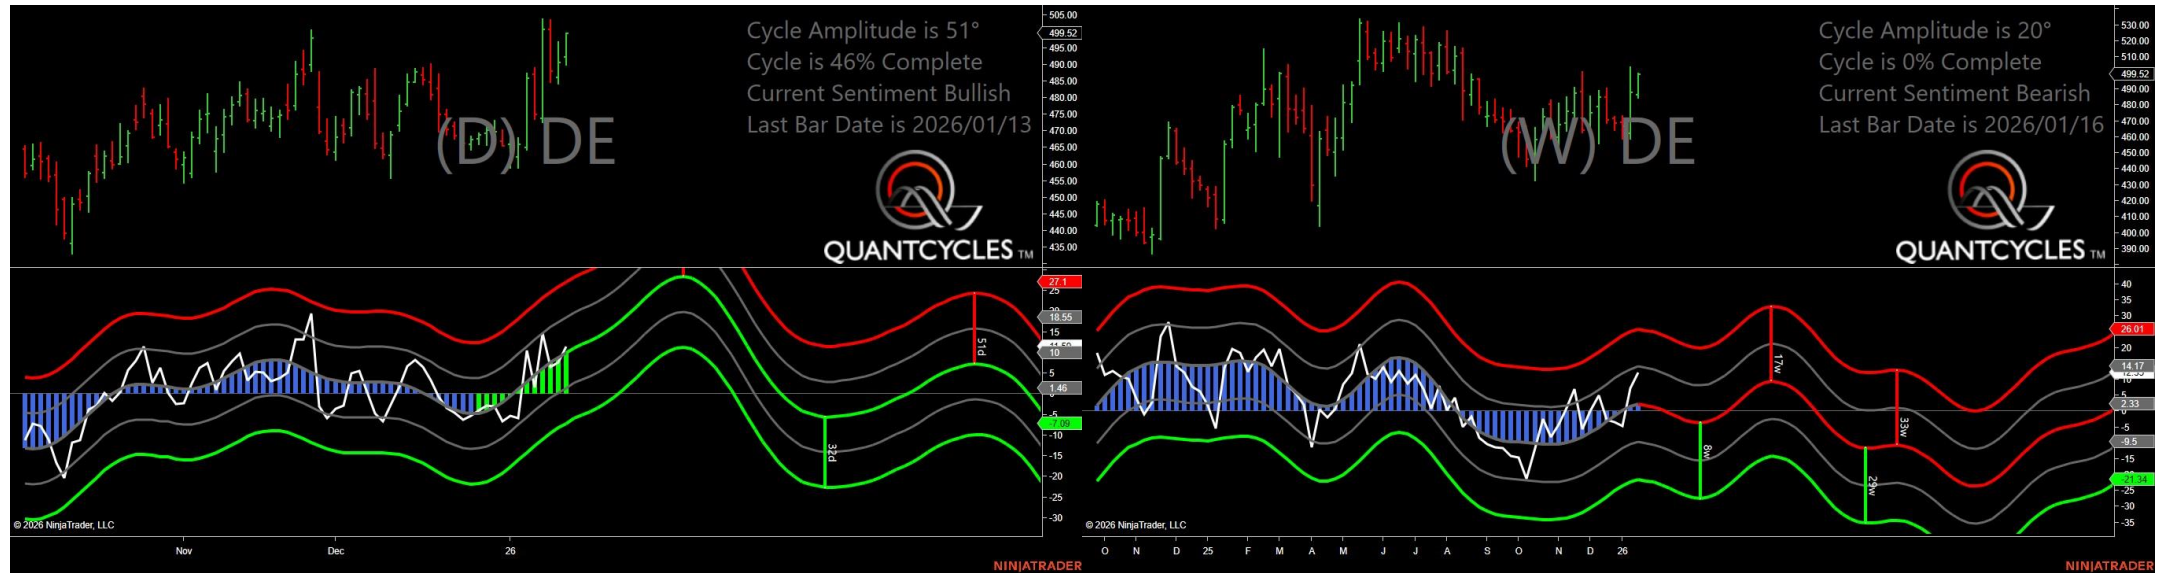 Cycle Amplitude is 51°
Cycle is 46% Complete
Current Sentiment Bullish
Last Bar Date is 2026/01/13
(D) DE
QUANTCYCLES TM
505.00
499.52
495.00
490.00
485.00
480.00
475.00
470.00
465.00
460.00
455.00
450.00
445.00
440.00
435.00
27.1
25
18.55
15
10
5
1.46
-5
-7.09
-10
-15
-20
-25
-30
51d
32d
© 2026 NinjaTrader, LLC
Nov Dec 26
NINJATRADER
Cycle Amplitude is 20°
Cycle is 0% Complete
Current Sentiment Bearish
Last Bar Date is 2026/01/16
(W) DE
QUANTCYCLES TM
530.00
520.00
510.00
499.52
490.00
480.00
470.00
460.00
450.00
440.00
430.00
420.00
410.00
400.00
390.00
40
35
30
26.01
20
14.17
10
2.33
-5
-9.5
-15
-21.34
-25
-30
-35
17w
33w
8w
29w
© 2026 NinjaTrader, LLC
O N D 25 F M A M J J A S O N D 26
NINJATRADER